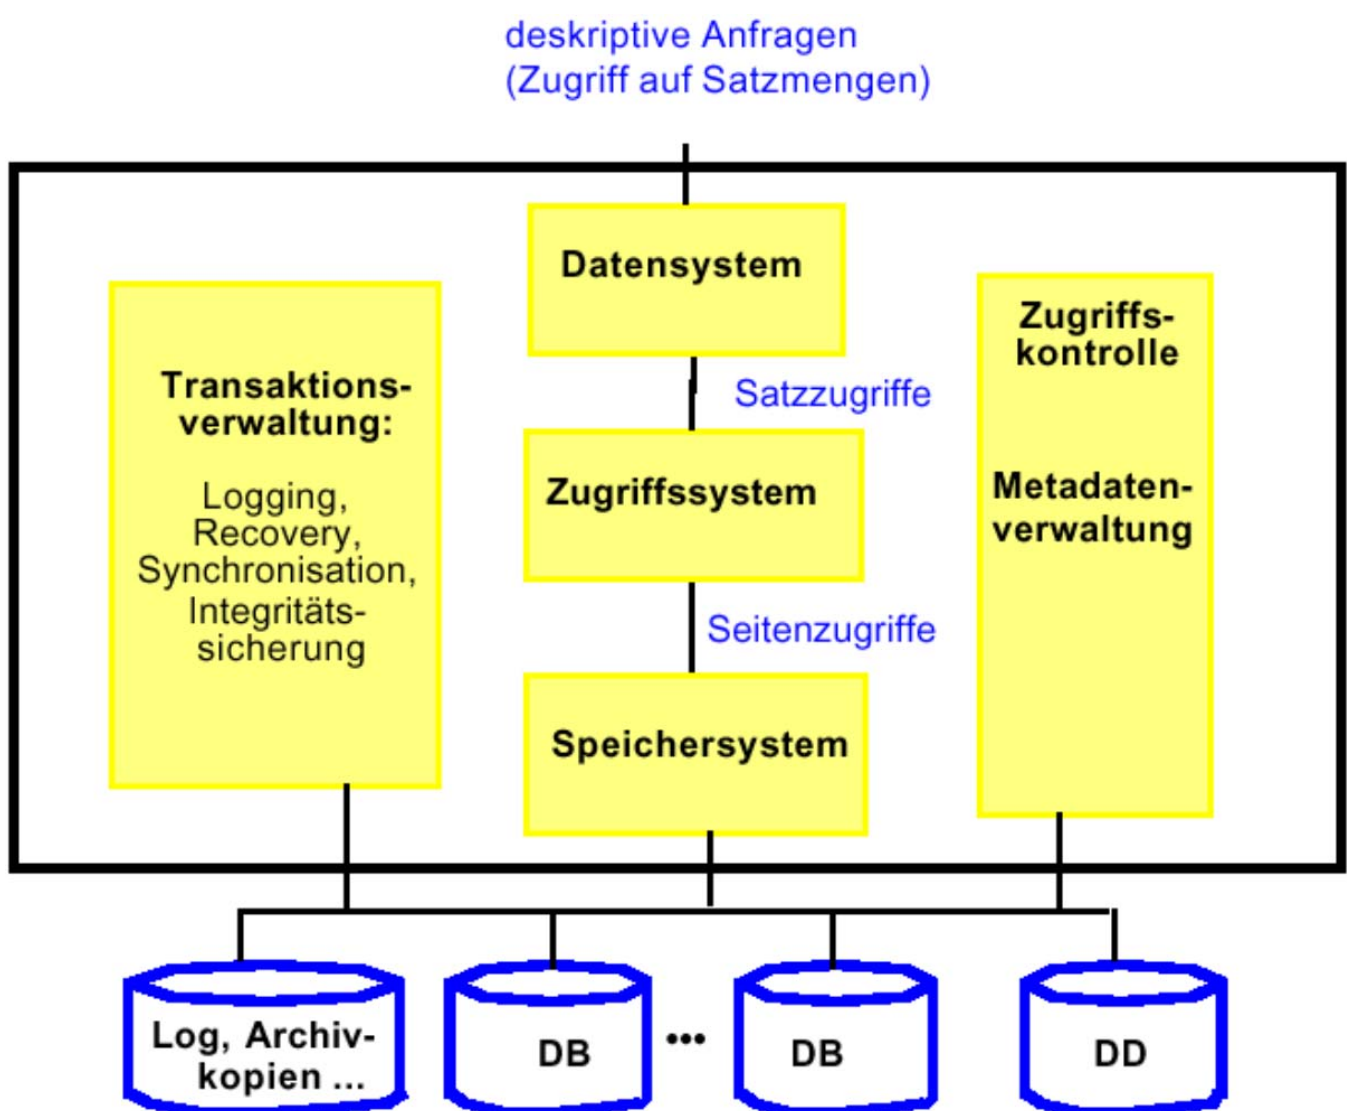 deskriptive Anfragen
(Zugriff auf Satzmengen)
Datensystem
Transaktions-
verwaltung:
Logging,
Recovery,
Synchronisation,
Integritäts-
sicherung
Satzzugriffe
Zugriffssystem
Seitenzugriffe
Speichersystem
Zugriffs-
kontrolle
Metadaten-
verwaltung
Log, Archiv-
kopien ...
DB
...
DB
DD